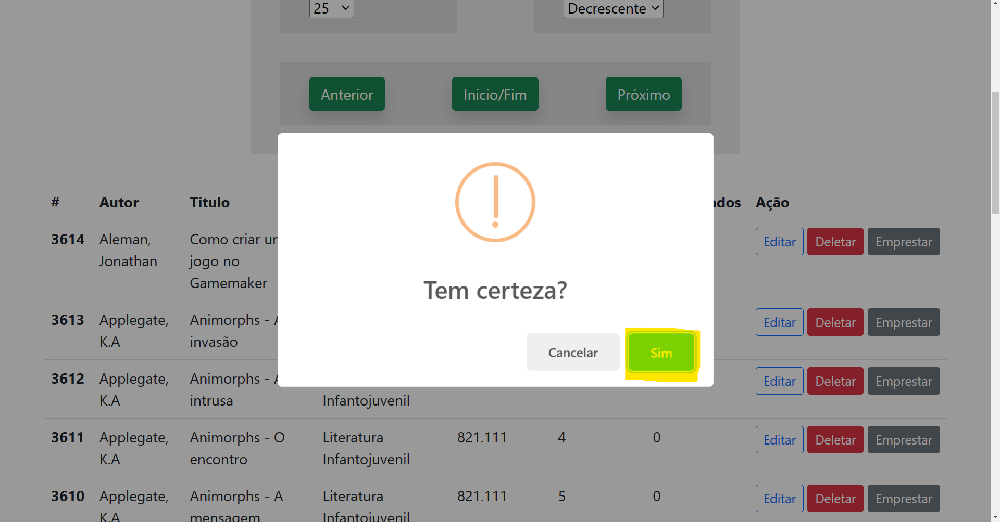 25 Decrescente
Anterior Inicio/Fim Próximo
# Autor Titulo ados Ação
3614 Aleman, Como criar ur Editar Deletar Emprestar
Jonathan jogo no
Gamemaker
Tem certeza?
3613 Applegate, Animorphs - A Editar Deletar Emprestar
K.A invasão
Cancelar Sim
3612 Applegate, Animorphs - A Editar Deletar Emprestar
K.A intrusa Infantojuvenil
3611 Applegate, Animorphs - O Literatura 821.111 4 0 Editar Deletar Emprestar
K.A encontro Infantojuvenil
3610 Applegate, Animorphs - A Literatura 821.111 5 0 Editar Deletar Emprestar
K.A mensagem Infantojuvenil